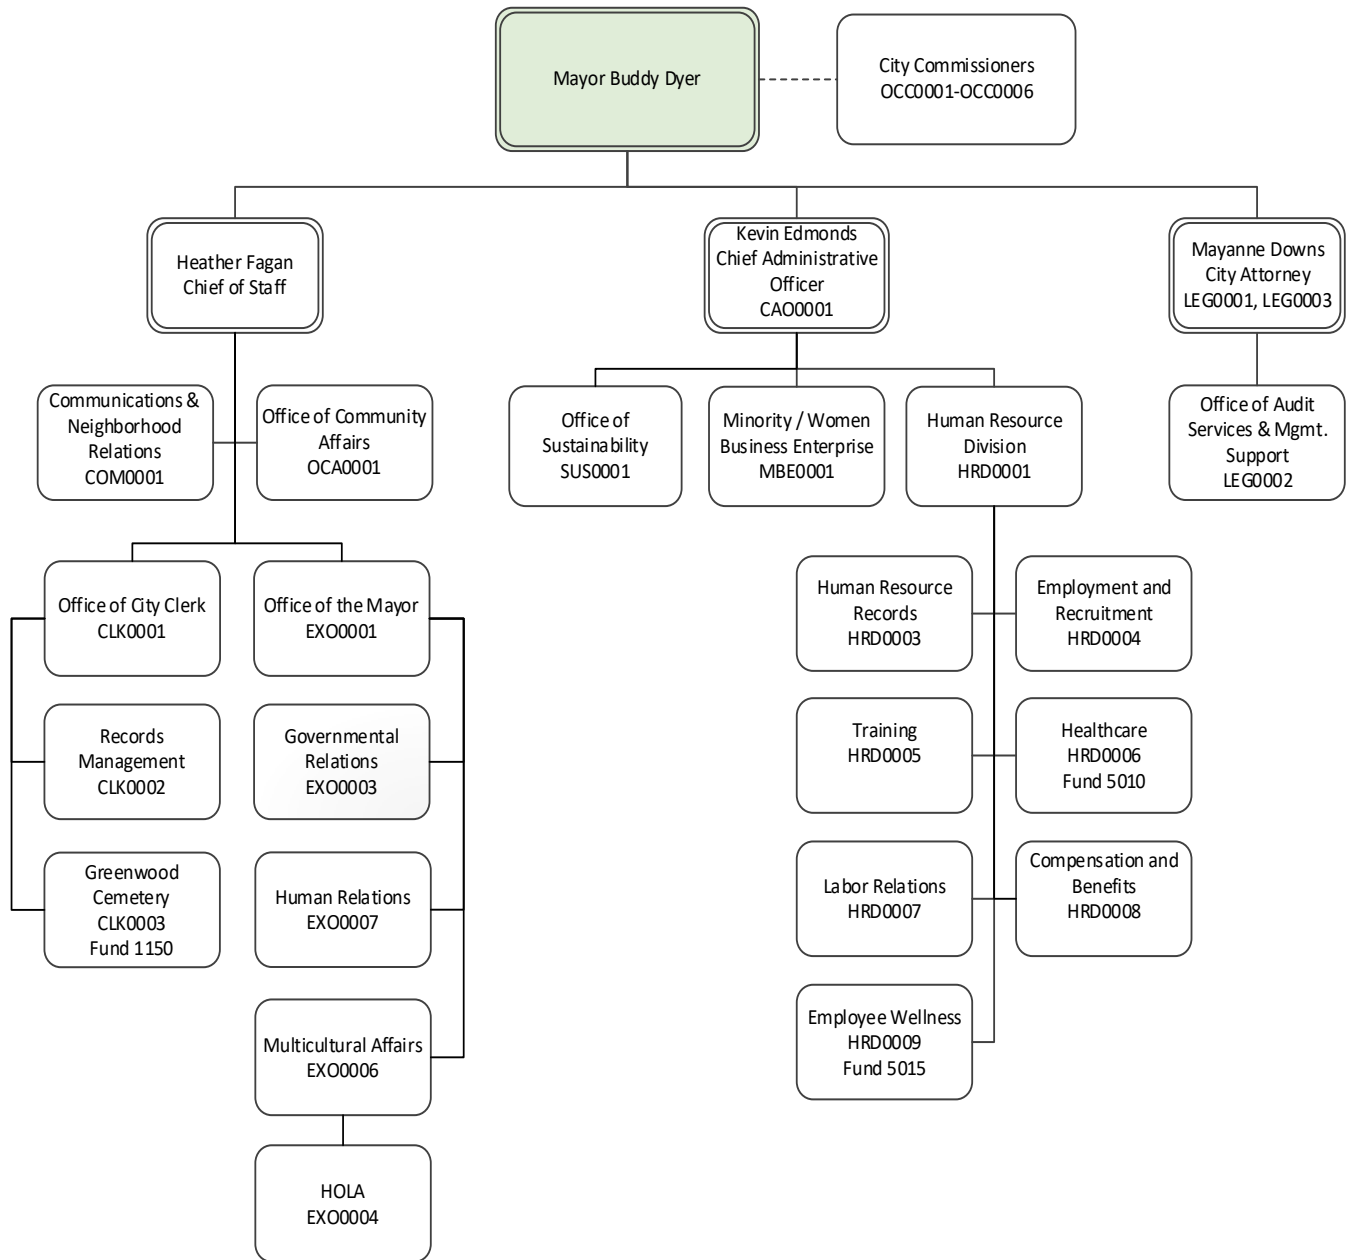 Mayor Buddy Dyer
City Commissioners
OCC0001-OCC0006
Heather Fagan
Chief of Staff
Kevin Edmonds
Chief Administrative
Officer
CAO0001
Mayanne Downs
City Attorney
LEG0001, LEG0003
Communications &
Neighborhood
Relations
COM0001
Office of Community
Affairs
OCA0001
Office of
Sustainability
SUS0001
Minority / Women
Business Enterprise
MBE0001
Human Resource
Division
HRD0001
Office of Audit
Services & Mgmt.
Support
LEG0002
Office of City Clerk
CLK0001
Office of the Mayor
EXO0001
Human Resource
Records
HRD0003
Employment and
Recruitment
HRD0004
Records
Management
CLK0002
Governmental
Relations
EXO0003
Training
HRD0005
Healthcare
HRD0006
Fund 5010
Greenwood
Cemetery
CLK0003
Fund 1150
Human Relations
EXO0007
Labor Relations
HRD0007
Compensation and
Benefits
HRD0008
Multicultural Affairs
EXO0006
Employee Wellness
HRD0009
Fund 5015
HOLA
EXO0004